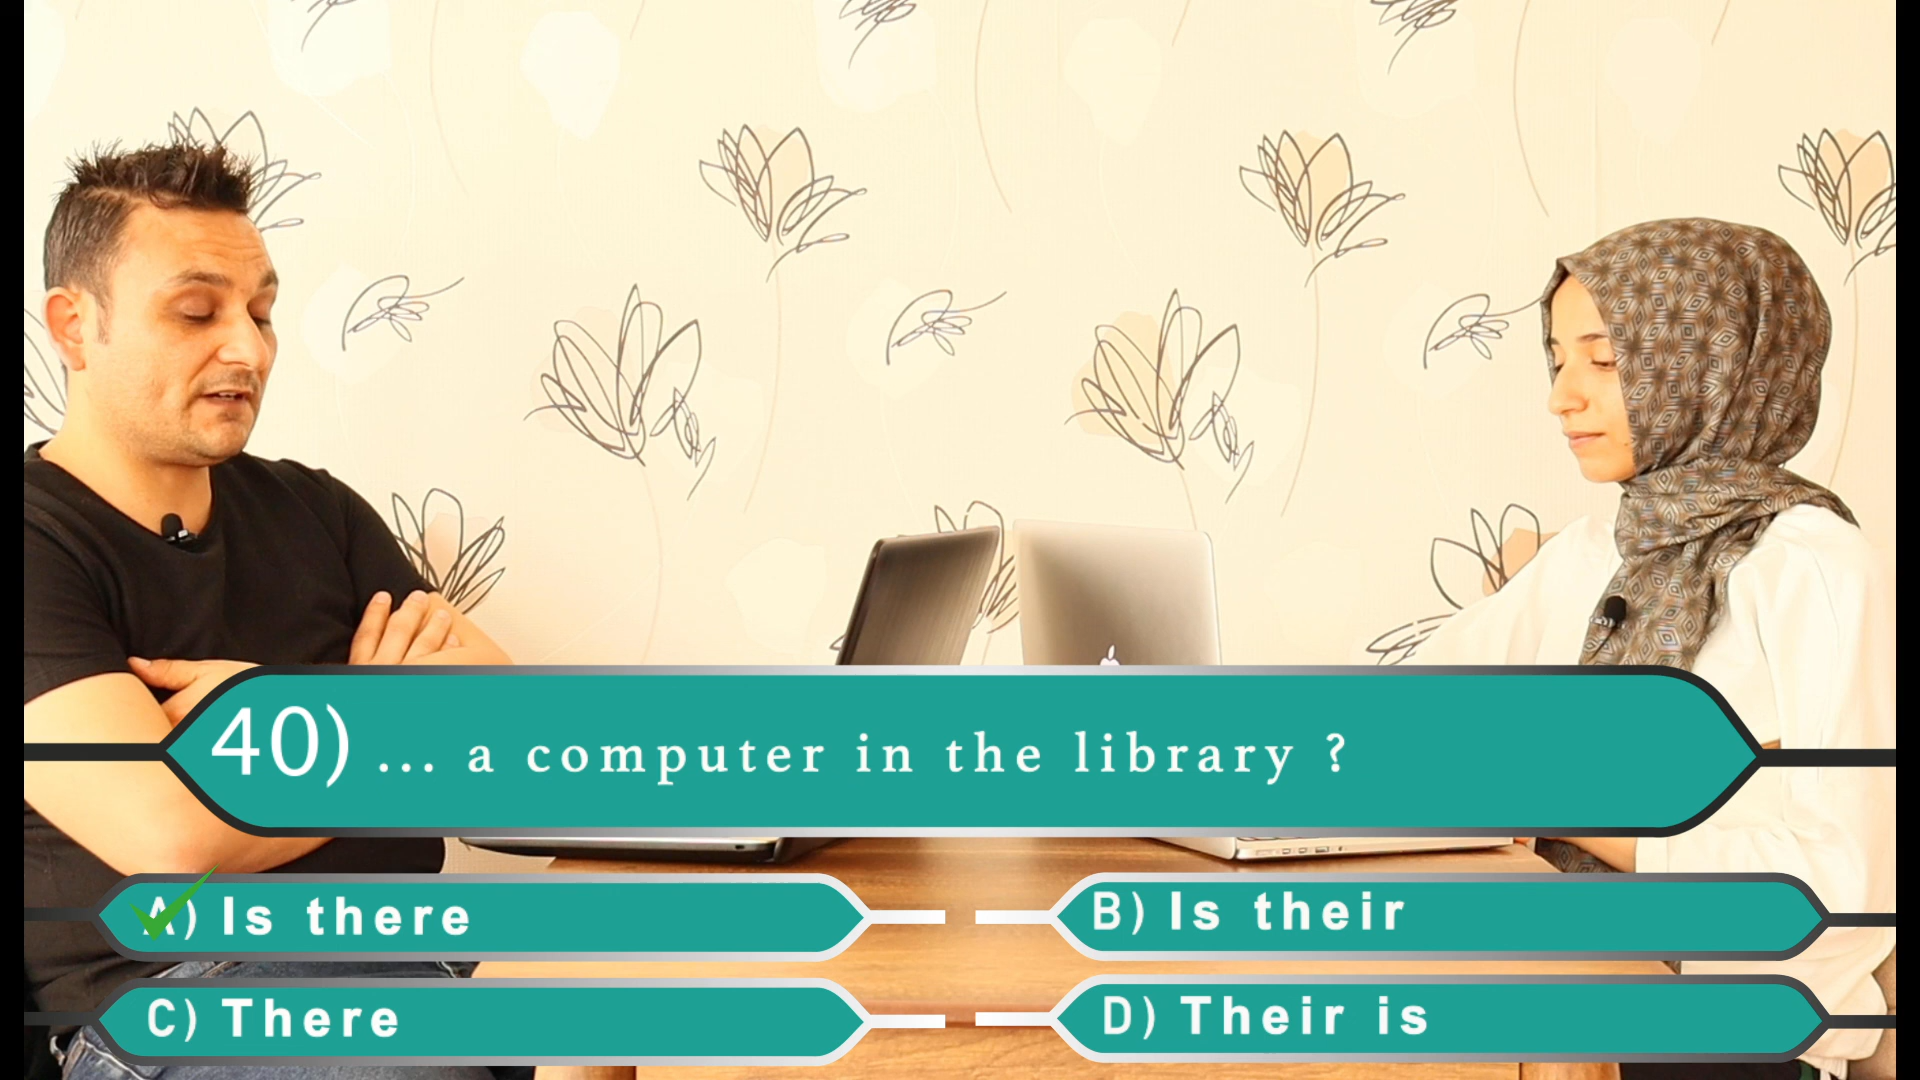 40) ... a computer in the library ?
A) Is there
B) Is their
C) There
D) Their is